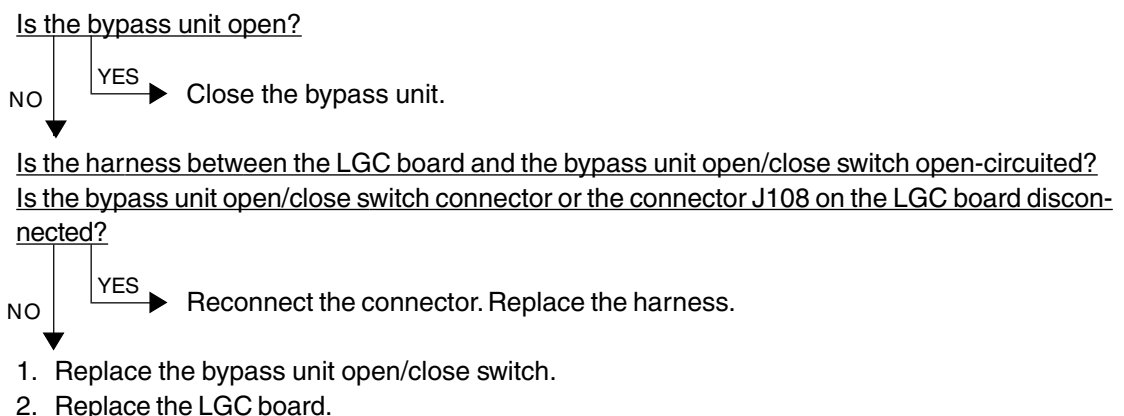 Is the bypass unit open?
YES
NO
Close the bypass unit.
Is the harness between the LGC board and the bypass unit open/close switch open-circuited?
Is the bypass unit open/close switch connector or the connector J108 on the LGC board discon-
nected?
YES
NO
Reconnect the connector. Replace the harness.
1. Replace the bypass unit open/close switch.
2. Replace the LGC board.